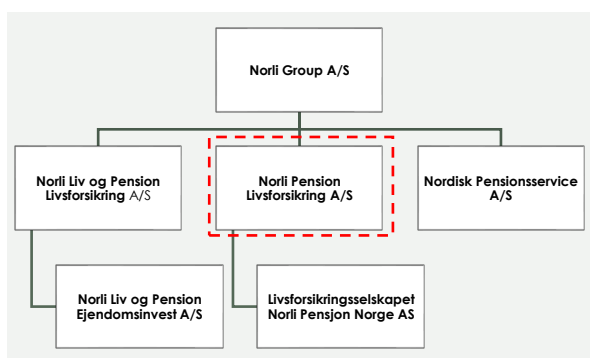 Norli Group A/S
Norli Liv og Pension
Livsforsikring A/S
Norli Pension
Livsforsikring A/S
Nordisk Pensionsservice
A/S
Norli Liv og Pension
Ejendomsinvest A/S
Livsforsikringsselskapet
Norli Pensjon Norge AS